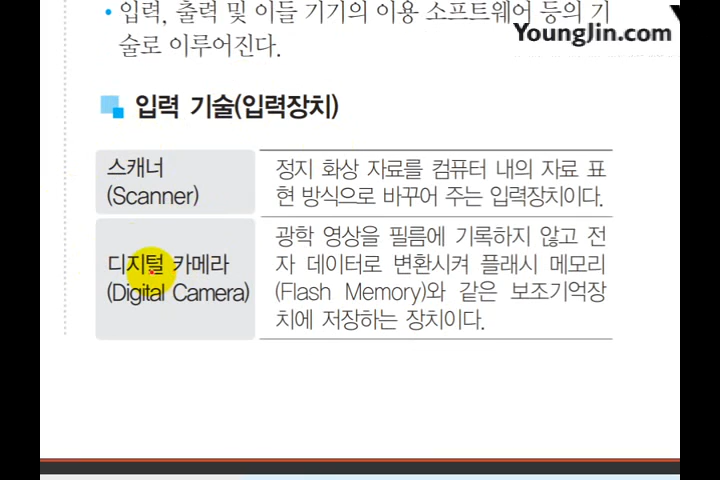 • 입력, 출력 및 이들 기기의 이용 소프트웨어 등의 기
술로 이루어진다.
YoungJin.com
입력 기술(입력장치)
스캐너
(Scanner)
정지 화상 자료를 컴퓨터 내의 자료 표
현 방식으로 바꾸어 주는 입력장치이다.
디지털 카메라
(Digital Camera)
광학 영상을 필름에 기록하지 않고 전
자 데이터로 변환시켜 플래시 메모리
(Flash Memory)와 같은 보조기억장
치에 저장하는 장치이다.